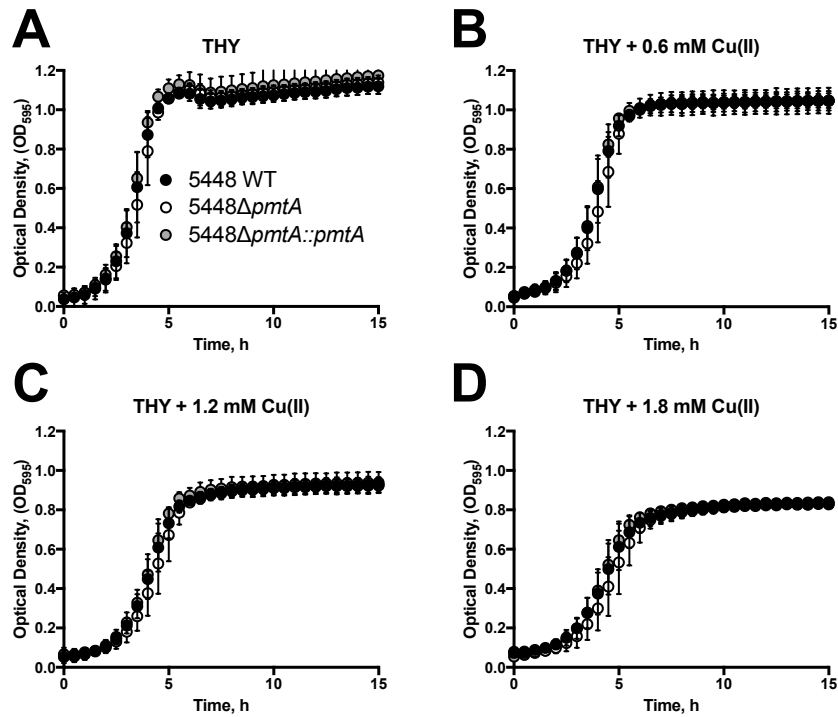 A
THY
Optical Density, (OD595)
1.2
1.0
0.8
0.6
0.4
0.2
0.0
5448 WT
5448ΔpmtA
5448ΔpmtA::pmtA
0
5
10
15
Time, h
B
THY + 0.6 mM Cu(II)
Optical Density, (OD595)
1.2
1.0
0.8
0.6
0.4
0.2
0.0
0
5
10
15
Time, h
C
THY + 1.2 mM Cu(II)
Optical Density, (OD595)
1.2
1.0
0.8
0.6
0.4
0.2
0.0
0
5
10
15
Time, h
D
THY + 1.8 mM Cu(II)
Optical Density, (OD595)
1.2
1.0
0.8
0.6
0.4
0.2
0.0
0
5
10
15
Time, h